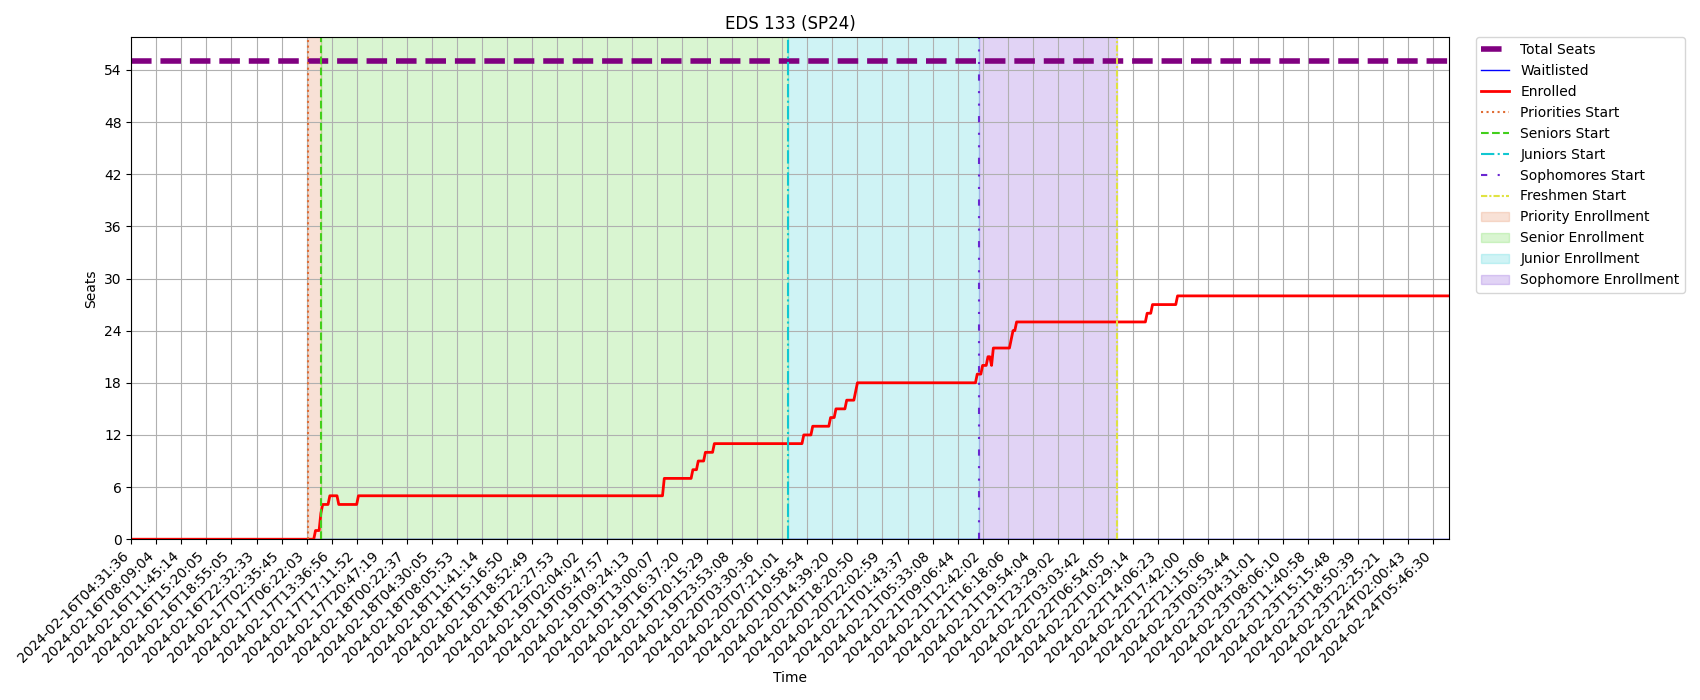 EDS 133 (SP24)
Seats
54
48
42
36
30
24
18
12
6
0
2024-02-16T04:31:36
2024-02-16T08:09:04
2024-02-16T11:45:14
2024-02-16T15:20:05
2024-02-16T18:55:05
2024-02-16T22:32:33
2024-02-17T02:35:45
2024-02-17T06:22:03
2024-02-17T13:36:56
2024-02-17T17:11:52
2024-02-17T20:47:19
2024-02-18T00:22:37
2024-02-18T04:30:05
2024-02-18T08:05:53
2024-02-18T11:41:14
2024-02-18T15:16:50
2024-02-18T18:52:49
2024-02-18T22:27:53
2024-02-19T02:04:02
2024-02-19T05:47:57
2024-02-19T09:24:13
2024-02-19T13:00:07
2024-02-19T16:37:20
2024-02-19T20:15:29
2024-02-19T23:53:08
2024-02-20T03:30:36
2024-02-20T07:21:01
2024-02-20T10:58:54
2024-02-20T14:39:20
2024-02-20T18:20:50
2024-02-20T22:02:59
2024-02-21T01:43:37
2024-02-21T05:33:08
2024-02-21T09:06:44
2024-02-21T12:42:02
2024-02-21T16:18:06
2024-02-21T19:54:04
2024-02-21T23:29:02
2024-02-22T03:03:42
2024-02-22T06:54:05
2024-02-22T10:29:14
2024-02-22T14:06:23
2024-02-22T17:42:00
2024-02-22T21:15:06
2024-02-23T00:53:44
2024-02-23T04:31:01
2024-02-23T08:06:10
2024-02-23T11:40:58
2024-02-23T15:15:48
2024-02-23T18:50:39
2024-02-23T22:25:21
2024-02-24T02:00:43
2024-02-24T05:46:30
Time
Total Seats
Waitlisted
Enrolled
Priorities Start
Seniors Start
Juniors Start
Sophomores Start
Freshmen Start
Priority Enrollment
Senior Enrollment
Junior Enrollment
Sophomore Enrollment